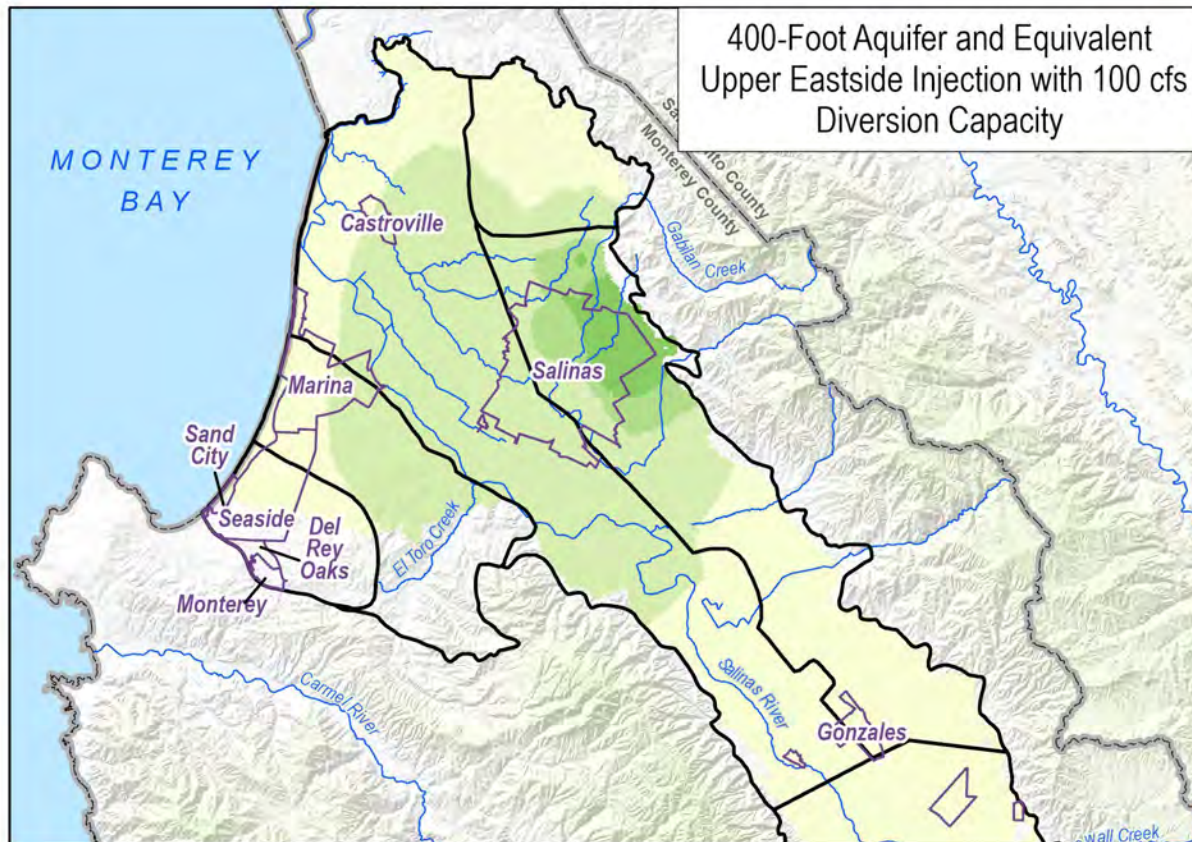 400-Foot Aquifer and Equivalent
Upper Eastside Injection with 100 cfs
Diversion Capacity
MONTEREY
BAY
Monterey County
Castroville
Gabilan
Creek
Salinas
Marina
Sand
City
Seaside
Del
Rey
Oaks
El Toro Creek
Monterey
Carmel River
Salinas River
Gonzales
Creek